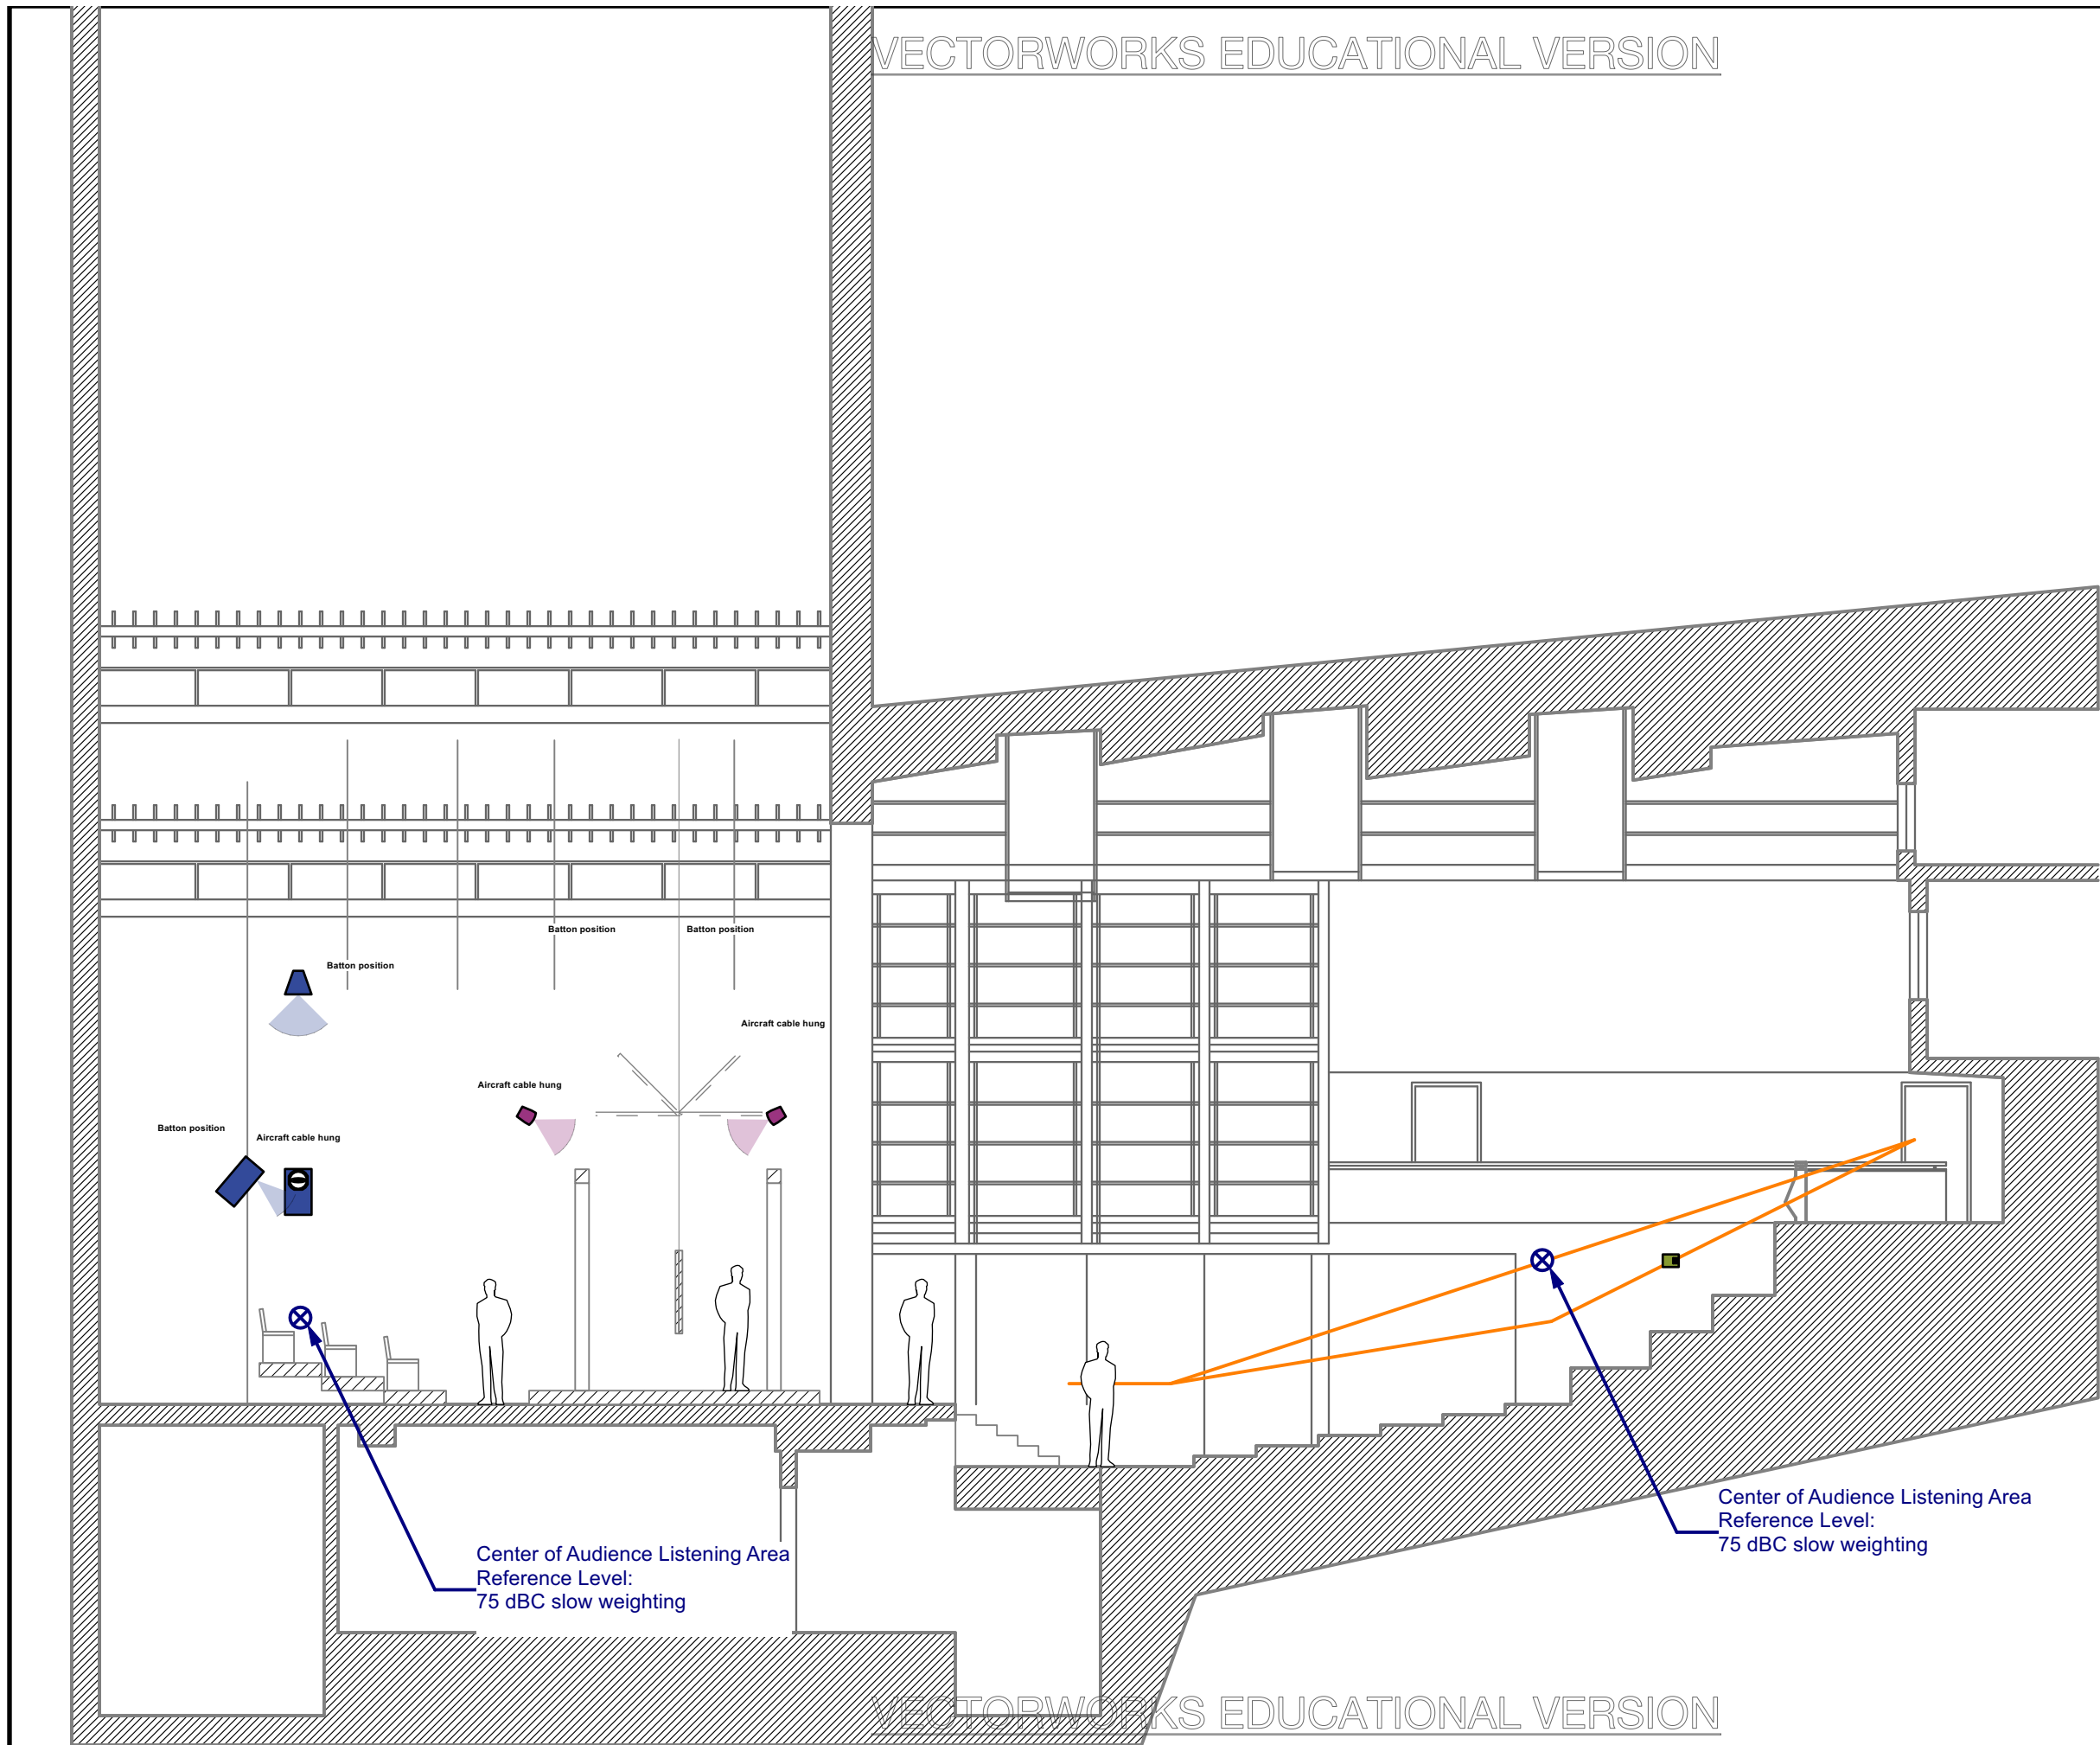 VECTORWORKS EDUCATIONAL VERSION
Batton position
Batton position
Batton position
Aircraft cable hung
Aircraft cable hung
Batton position
Aircraft cable hung
Center of Audience Listening Area
Reference Level:
75 dBC slow weighting
Center of Audience Listening Area
Reference Level:
75 dBC slow weighting
VECTORWORKS EDUCATIONAL VERSION